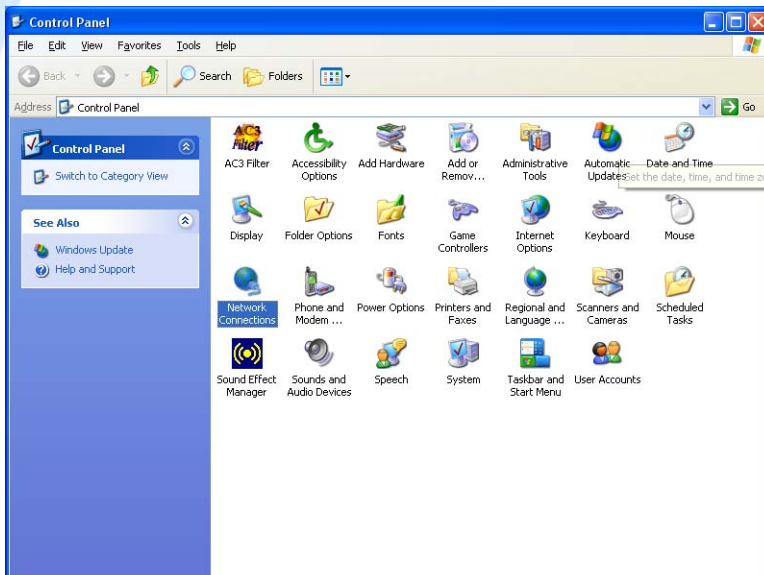 Control Panel
File Edit View Favorites Tools Help
Back Search Folders
Address Control Panel Go
Control Panel
Switch to Category View
See Also
Windows Update
Help and Support
AC3 Filter
AC3 Filter
Accessibility
Options
Add Hardware
Add or
Remov...
Administrative
Tools
Automatic
Updates
Date and Time
Set the date, time, and time zo
Display
Folder Options
Fonts
Game
Controllers
Internet
Options
Keyboard
Mouse
Network
Connections
Phone and
Modem ...
Power Options
Printers and
Faxes
Regional and
Language ...
Scanners and
Cameras
Scheduled
Tasks
Sound Effect
Manager
Sounds and
Audio Devices
Speech
System
Taskbar and
Start Menu
User Accounts